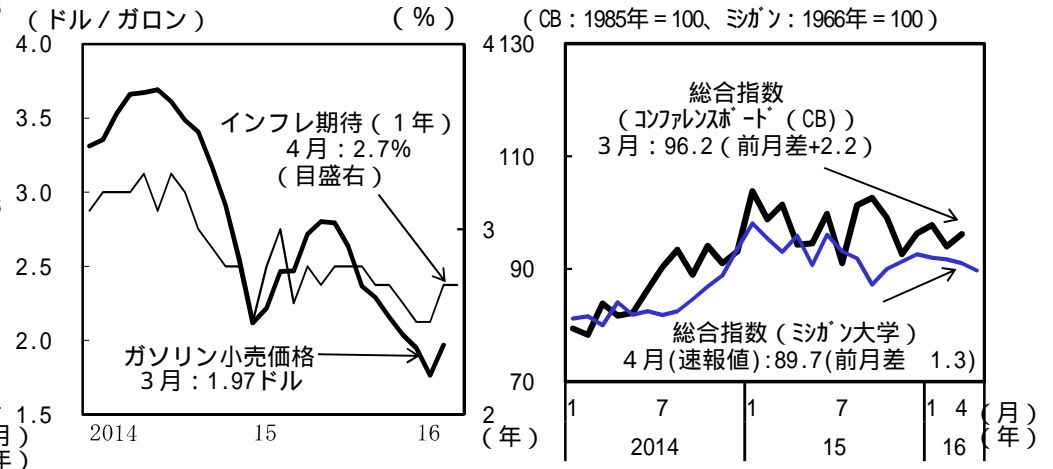 （ドル / ガロン）
（％）
4.0
3.5
3.0
2.5
2.0
1.5
4
3
2
インフレ期待（１年）
４月：2.7%
（目盛右）
ガソリン小売価格
３月：1.97ドル
2014
15
16
（年）
月）
年）
（CB：1985年＝100、ﾐｼｶﾞﾝ：1966年＝100）
130
110
90
70
総合指数
（ｺﾝﾌｧﾚﾝｽﾎﾞｰﾄﾞ（CB））
３月：96.2（前月差+2.2）
総合指数（ﾐｼｶﾞﾝ大学）
４月(速報値):89.7(前月差　1.3)
1
7
1
7
1
4
（月）
2014
15
16
（年）